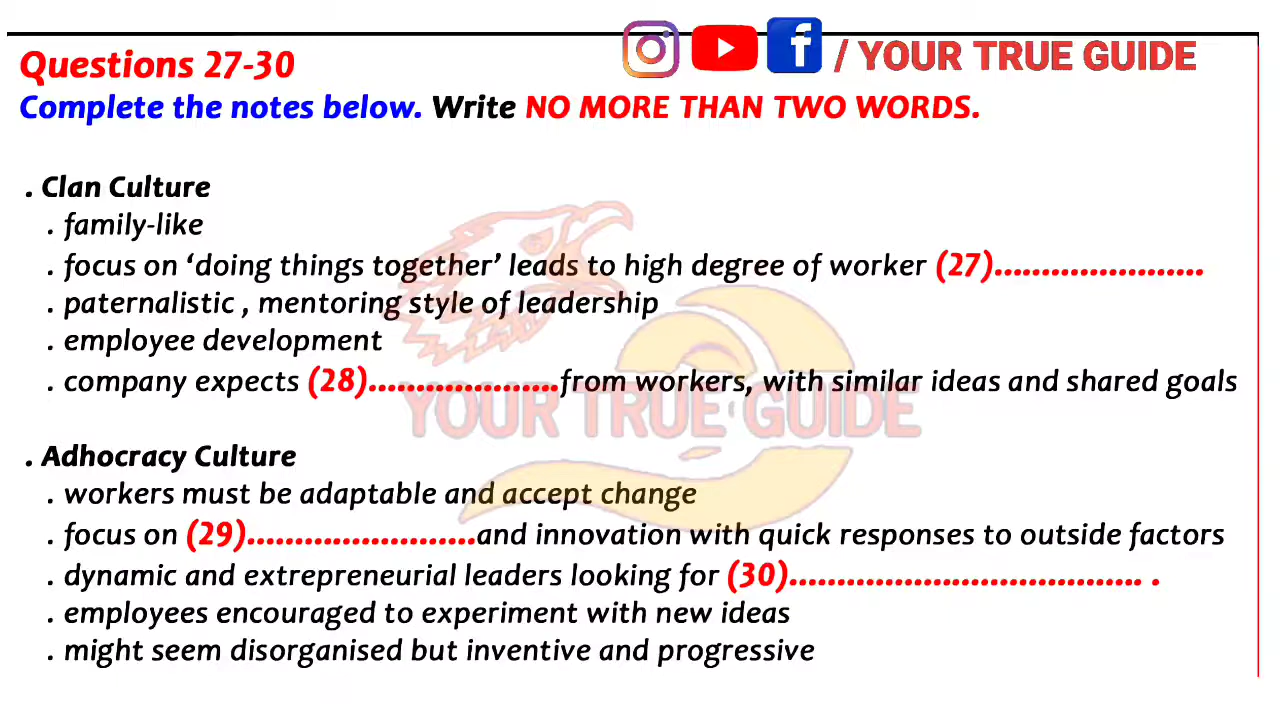 / YOUR TRUE GUIDE
Questions 27-30
Complete the notes below. Write NO MORE THAN TWO WORDS.
. Clan Culture
. family-like
. focus on ‘doing things together’ leads to high degree of worker (27)......................
. paternalistic , mentoring style of leadership
. employee development
. company expects (28)....................from workers, with similar ideas and shared goals
YOUR TRUE GUIDE
. Adhocracy Culture
. workers must be adaptable and accept change
. focus on (29)........................and innovation with quick responses to outside factors
. dynamic and extrepreneurial leaders looking for (30)..................................... .
. employees encouraged to experiment with new ideas
. might seem disorganised but inventive and progressive